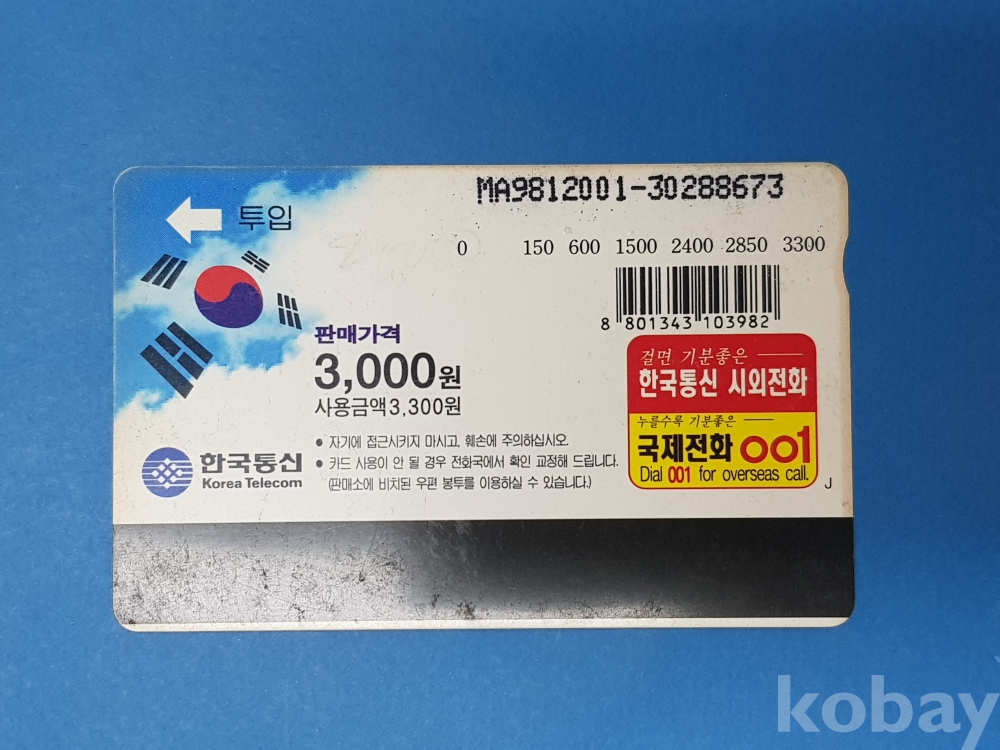 MA9812001-30288673
투입
0 150 600 1500 2400 2850 3300
8 801343 103982
판매가격
3,000원
사용금액3,300원
걸면 기분좋은
한국통신 시외전화
누를수록 기분좋은
국제전화 001
Dial 001 for overseas call.
J
• 자기에 접근시키지 마시고, 훼손에 주의하십시오.
• 카드 사용이 안 될 경우 전화국에서 확인 교정해 드립니다.
(판매소에 비치된 우편 봉투를 이용하실 수 있습니다.)
한국통신
Korea Telecom
kobay